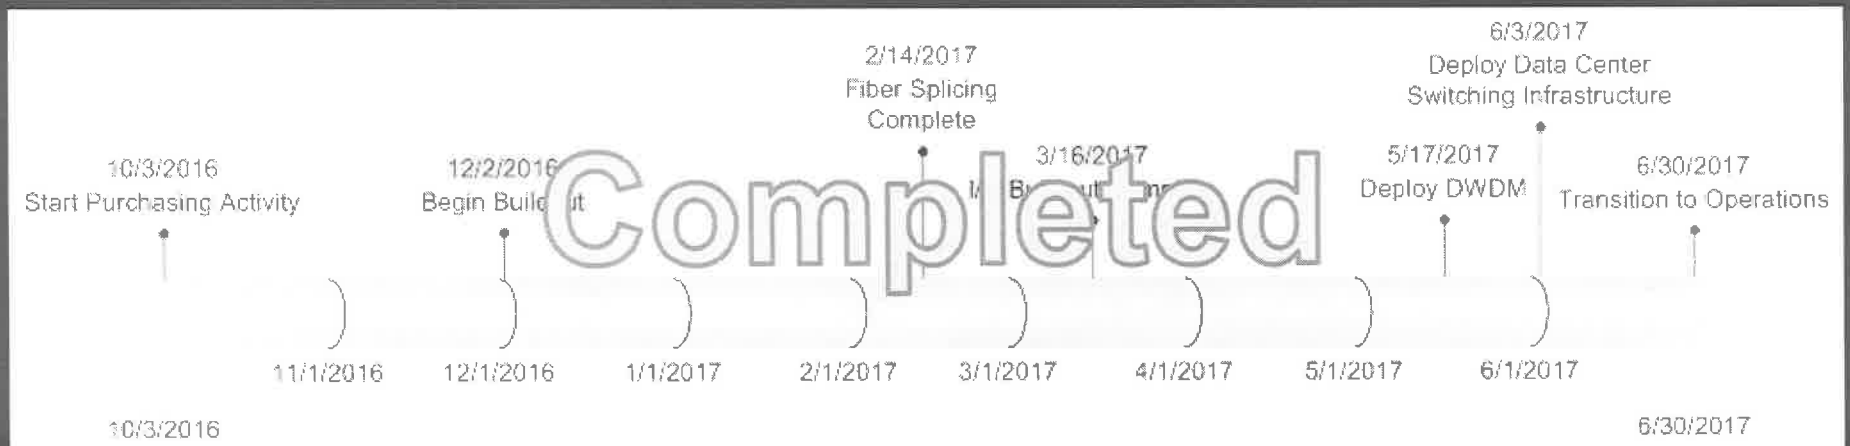 10/3/2016
Start Purchasing Activity
12/2/2016
Begin Buildout
2/14/2017
Fiber Splicing
Complete
3/16/2017
5/17/2017
Deploy DWDM
6/3/2017
Deploy Data Center
Switching Infrastructure
6/30/2017
Transition to Operations
Completed
11/1/2016
12/1/2016
1/1/2017
2/1/2017
3/1/2017
4/1/2017
5/1/2017
6/1/2017
10/3/2016
6/30/2017